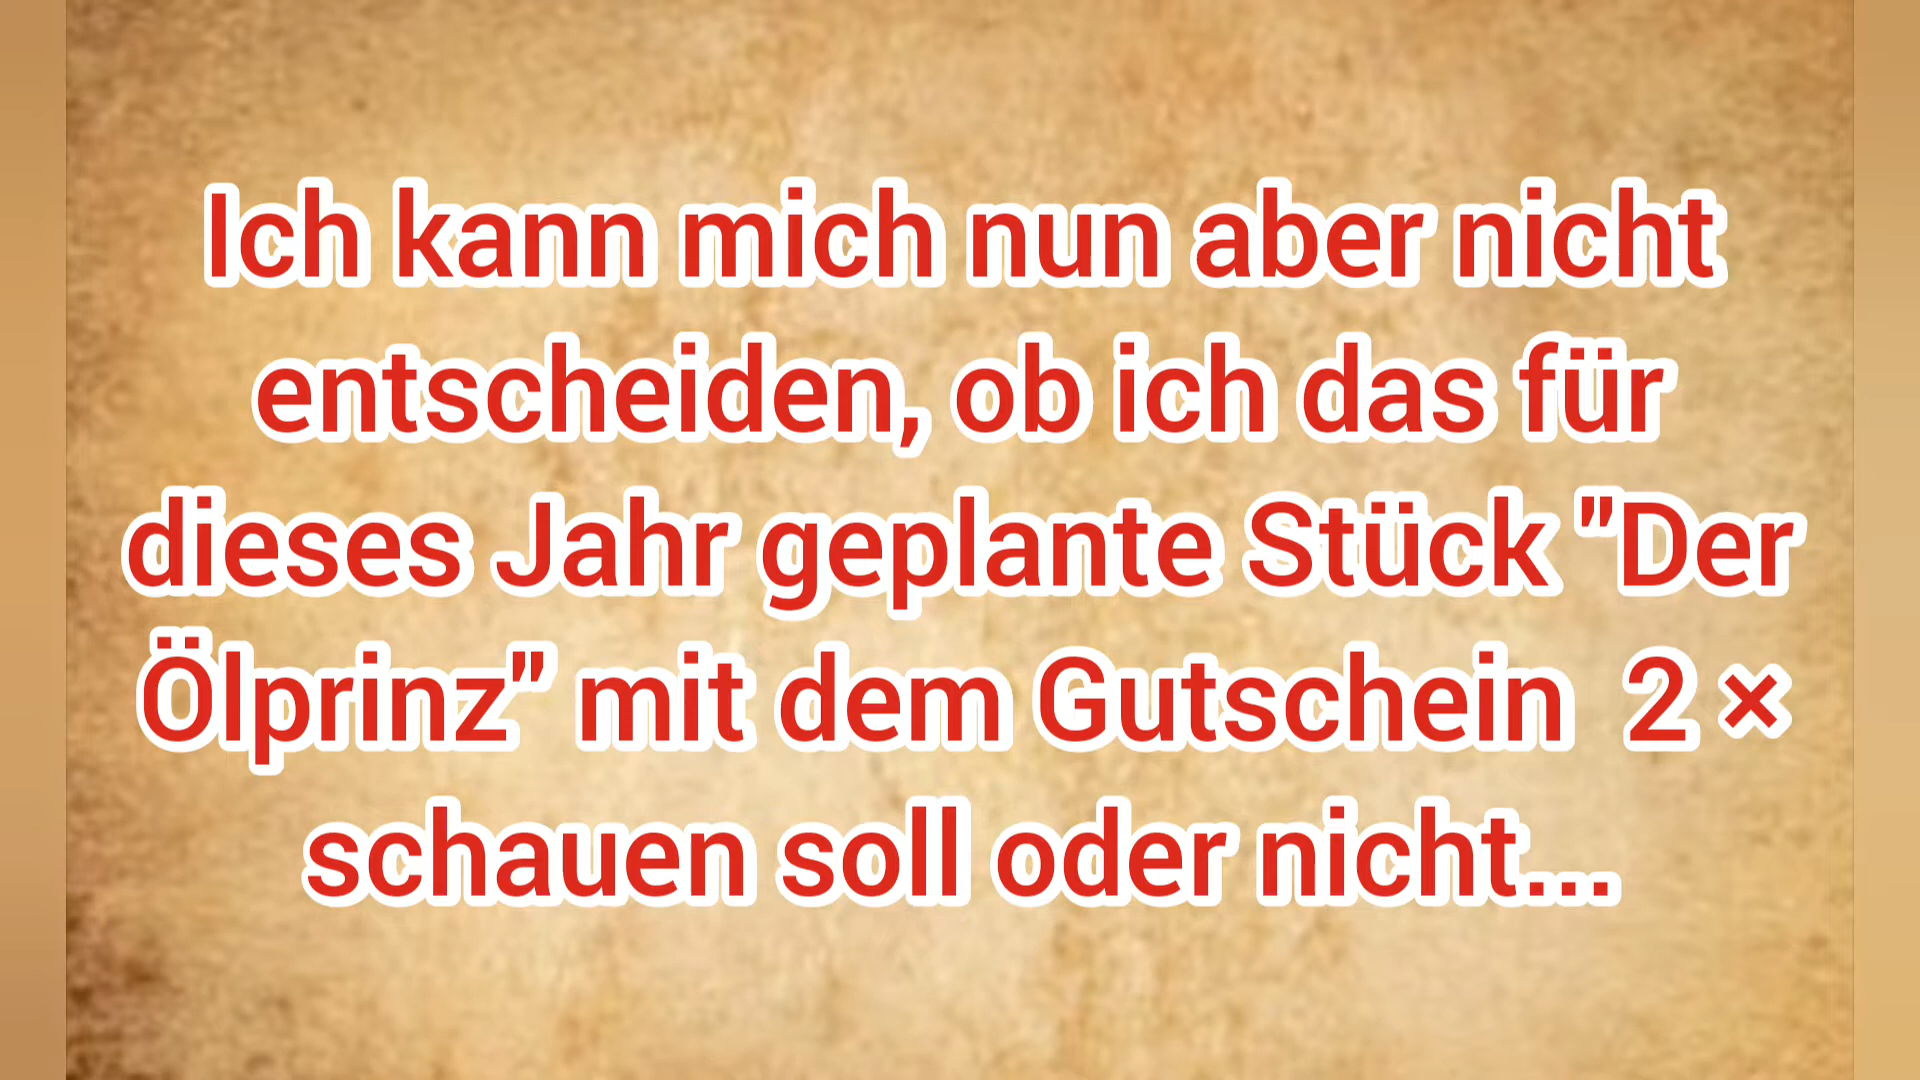 Ich kann mich nun aber nicht
entscheiden, ob ich das für
dieses Jahr geplante Stück "Der
Ölprinz" mit dem Gutschein  2 ×
schauen soll oder nicht...